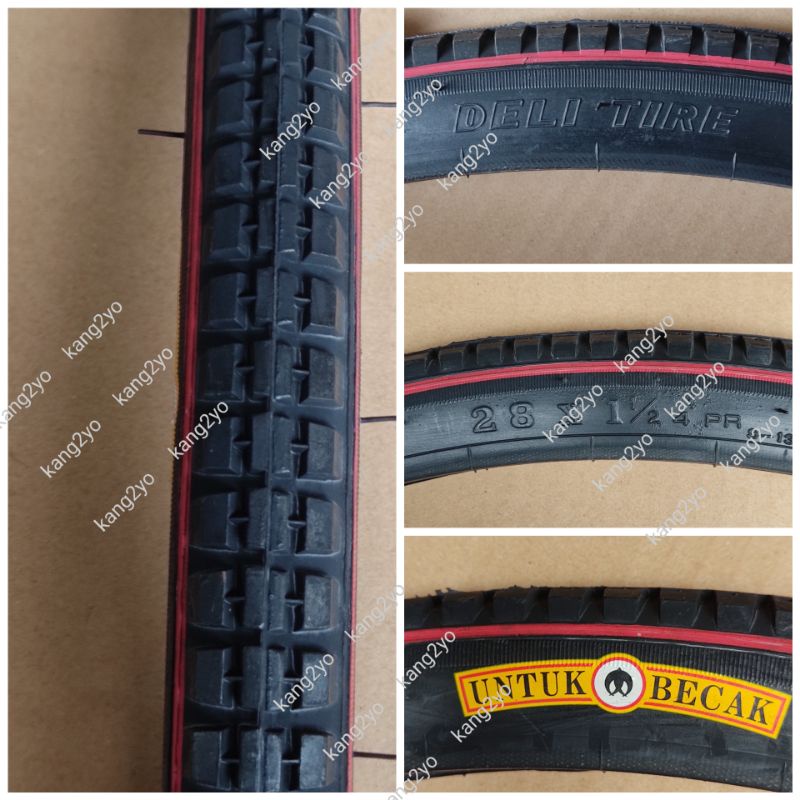 DELI TIRE
28 X 1 1/2 4 PR
UNTUK BECAK
kang2yo